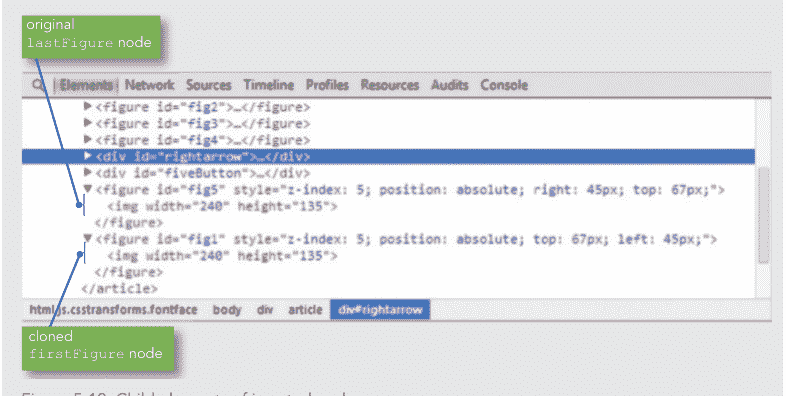 original
lastFigure node
Elements Network Sources Timeline Profiles Resources Audits Console
▶<figure id="fig2">…</figure>
▶<figure id="fig3">…</figure>
▶<figure id="fig4">…</figure>
▶<div id="rightarrow">…</div>
▶<div id="fiveButton">…</div>
▼<figure id="fig5" style="z-index: 5; position: absolute; right: 45px; top: 67px;">
<img width="240" height="135">
</figure>
▼<figure id="fig1" style="z-index: 5; position: absolute; top: 67px; left: 45px;">
<img width="240" height="135">
</figure>
</article>
html.js.csstransforms.fontface body div article div#rightarrow
cloned
firstFigure node